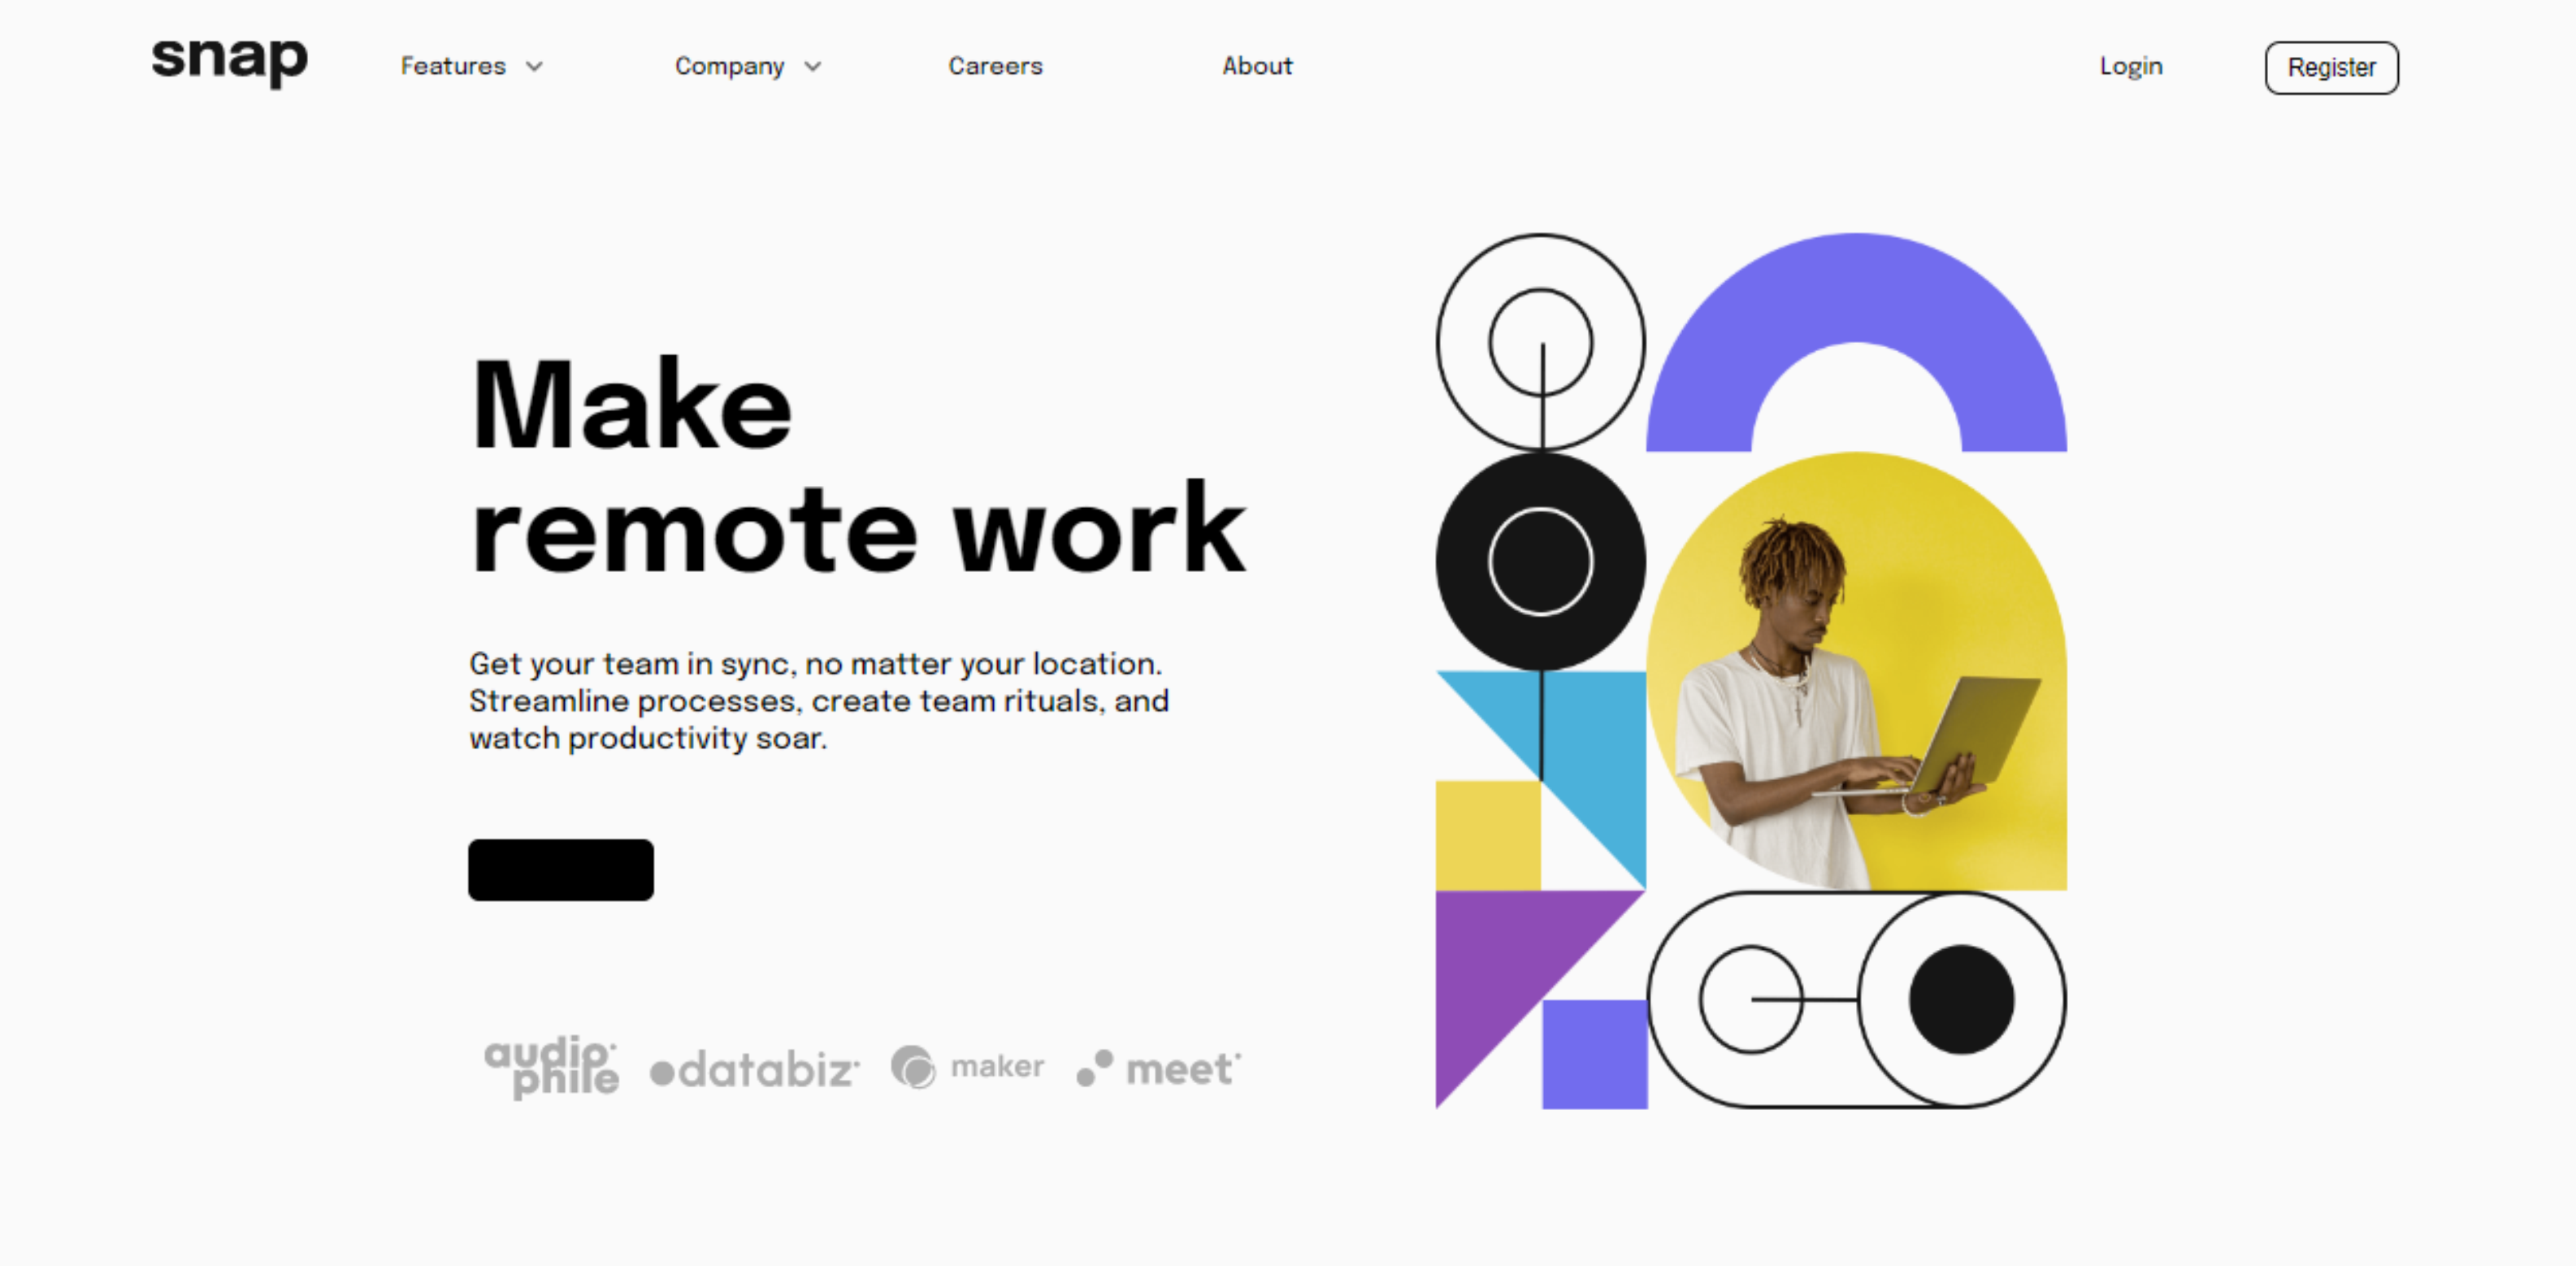 snap
Features
Company
Careers
About
Login
Register
Make
remote work
Get your team in sync, no matter your location.
Streamline processes, create team rituals, and
watch productivity soar.
audio
phile
databiz
maker
meet